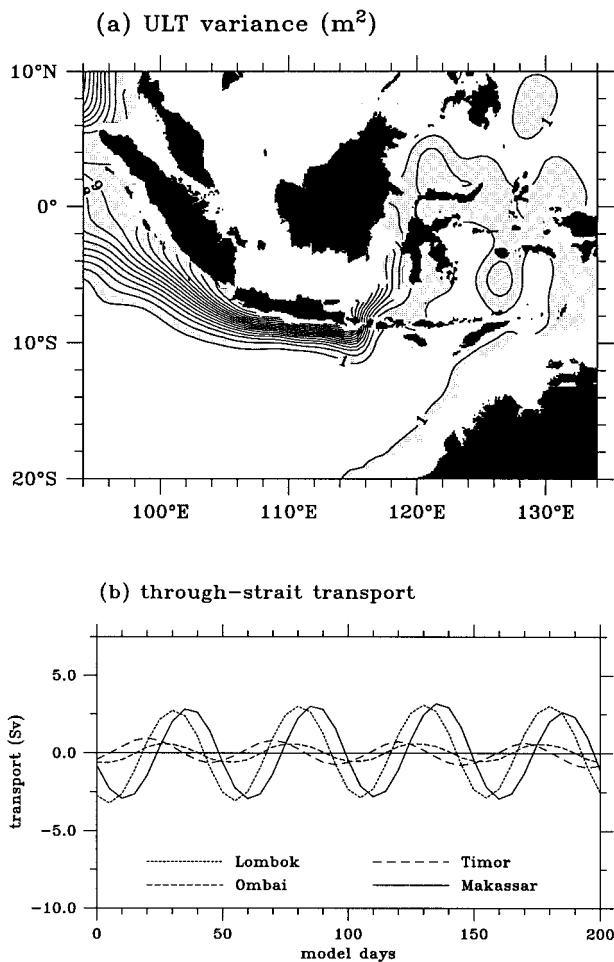 (a) ULT variance (m²)
10°N
0°
10°S
20°S
100°E 110°E 120°E 130°E
9
1
1
1
(b) through-strait transport
transport (Sv)
5.0
0.0
-5.0
-10.0
Lombok
Ombai
Timor
Makassar
0 50 100 150 200
model days